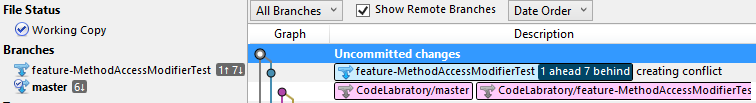 File Status
Working Copy
Branches
feature-MethodAccessModifierTest 1↑ 7↓
master 6↓
All Branches
Show Remote Branches
Date Order
Graph
Description
Uncommitted changes
feature-MethodAccessModifierTest 1 ahead 7 behind creating conflict
CodeLabratory/master CodeLabratory/feature-MethodAccessModifierTes